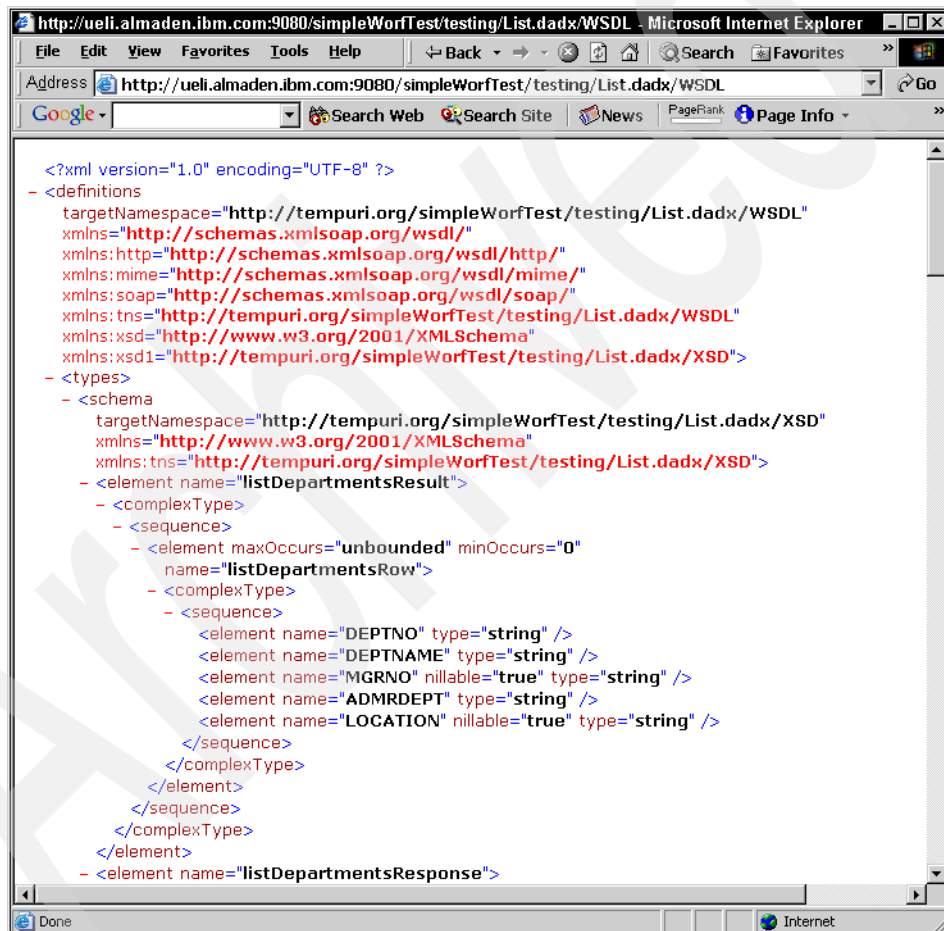 http://ueli.almaden.ibm.com:9080/simpleWorfTest/testing/List.dadx/WSDL - Microsoft Internet Explorer
File Edit View Favorites Tools Help Back Search Favorites »
Address http://ueli.almaden.ibm.com:9080/simpleWorfTest/testing/List.dadx/WSDL Go
Google Search Web Search Site News PageRank Page Info »
<?xml version="1.0" encoding="UTF-8" ?>
- <definitions
targetNamespace="http://tempuri.org/simpleWorfTest/testing/List.dadx/WSDL"
xmlns="http://schemas.xmlsoap.org/wsdl/"
xmlns:http="http://schemas.xmlsoap.org/wsdl/http/"
xmlns:mime="http://schemas.xmlsoap.org/wsdl/mime/"
xmlns:soap="http://schemas.xmlsoap.org/wsdl/soap/"
xmlns:tns="http://tempuri.org/simpleWorfTest/testing/List.dadx/WSDL"
xmlns:xsd="http://www.w3.org/2001/XMLSchema"
xmlns:xsd1="http://tempuri.org/simpleWorfTest/testing/List.dadx/XSD">
- <types>
- <schema
targetNamespace="http://tempuri.org/simpleWorfTest/testing/List.dadx/XSD"
xmlns="http://www.w3.org/2001/XMLSchema"
xmlns:tns="http://tempuri.org/simpleWorfTest/testing/List.dadx/XSD">
- <element name="listDepartmentsResult">
- <complexType>
- <sequence>
- <element maxOccurs="unbounded" minOccurs="0"
name="listDepartmentsRow">
- <complexType>
- <sequence>
<element name="DEPTNO" type="string" />
<element name="DEPTNAME" type="string" />
<element name="MGRNO" nillable="true" type="string" />
<element name="ADMRDEPT" type="string" />
<element name="LOCATION" nillable="true" type="string" />
</sequence>
</complexType>
</element>
</sequence>
</complexType>
</element>
- <element name="listDepartmentsResponse">
Done Internet